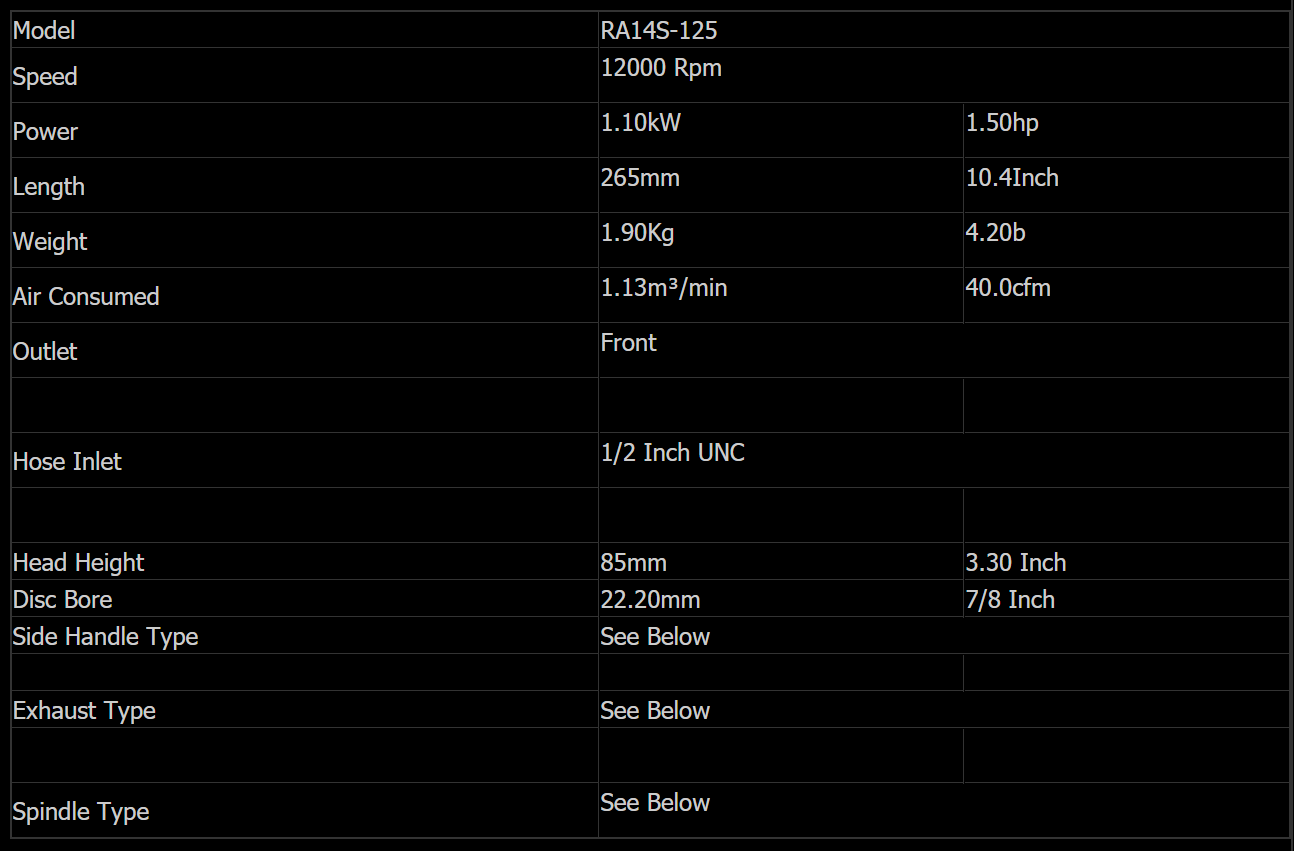 Model RA14S-125
Speed 12000 Rpm
Power 1.10kW 1.50hp
Length 265mm 10.4Inch
Weight 1.90Kg 4.20b
Air Consumed 1.13m³/min 40.0cfm
Outlet Front
Hose Inlet 1/2 Inch UNC
Head Height 85mm 3.30 Inch
Disc Bore 22.20mm 7/8 Inch
Side Handle Type See Below
Exhaust Type See Below
Spindle Type See Below